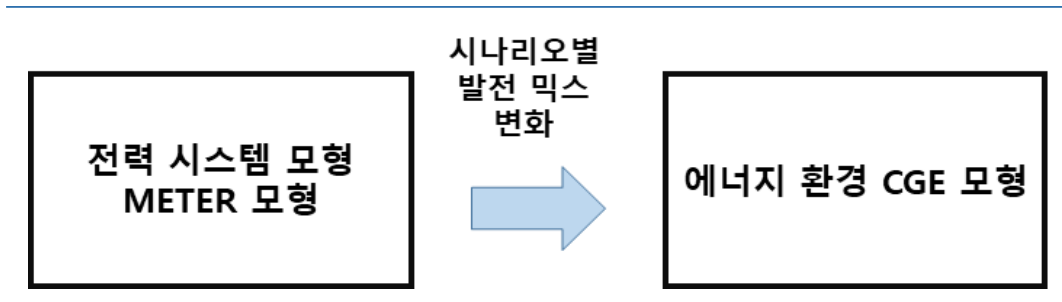 시나리오별
발전 믹스
변화
전력 시스템 모형
METER 모형
에너지 환경 CGE 모형